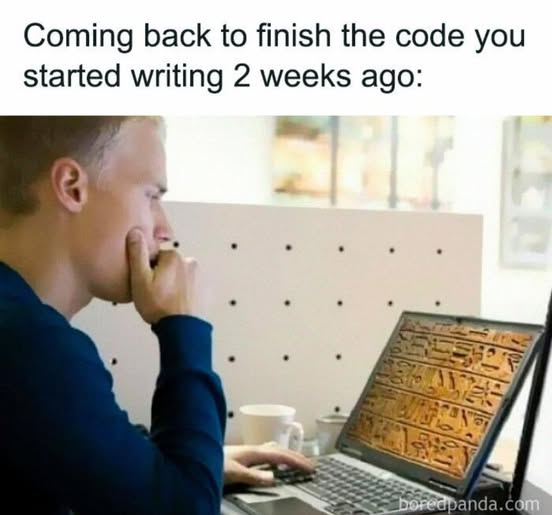 Coming back to finish the code you
started writing 2 weeks ago:
boredpanda.com